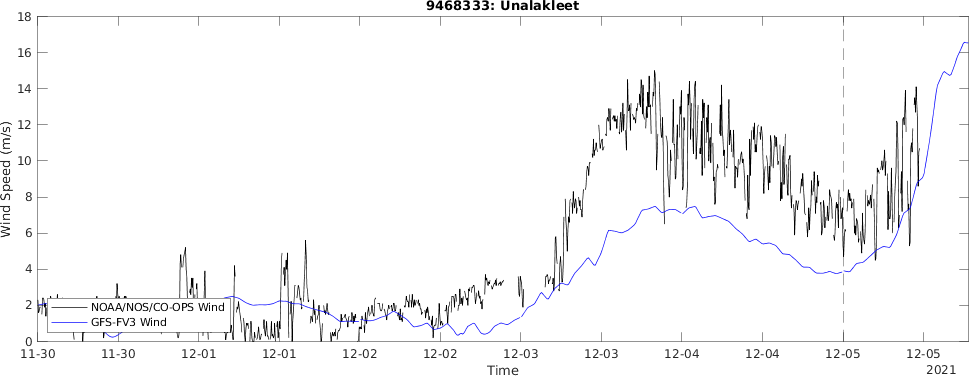 9468333: Unalakleet
18
16
14
12
10
8
6
4
2
0
Wind Speed (m/s)
NOAA/NOS/CO-OPS Wind
GFS-FV3 Wind
11-30 11-30 12-01 12-01 12-02 12-02 12-03 12-03 12-04 12-04 12-05 12-05
Time
2021